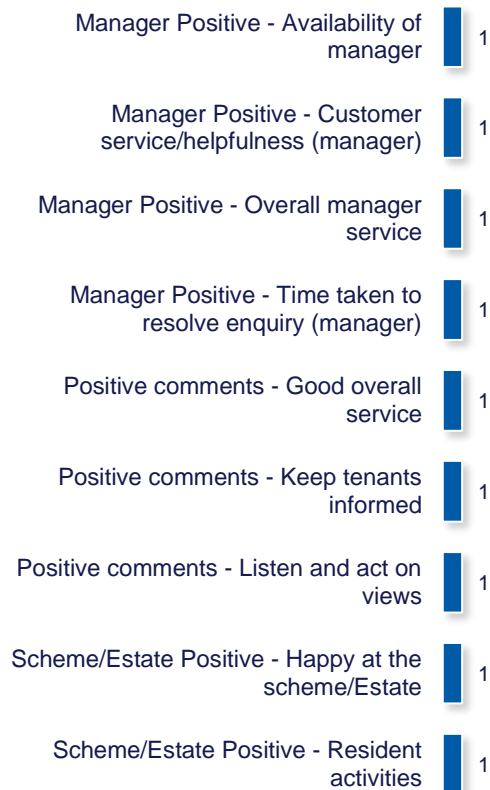 Manager Positive - Availability of
manager
1
Manager Positive - Customer
service/helpfulness (manager)
1
Manager Positive - Overall manager
service
1
Manager Positive - Time taken to
resolve enquiry (manager)
1
Positive comments - Good overall
service
1
Positive comments - Keep tenants
informed
1
Positive comments - Listen and act on
views
1
Scheme/Estate Positive - Happy at the
scheme/Estate
1
Scheme/Estate Positive - Resident
activities
1